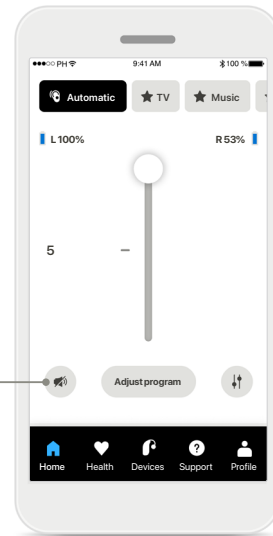 PH 9:41 AM 100 %
Automatic TV Music
L 100% R 53%
5 –
Adjust program
Home Health Devices Support Profile